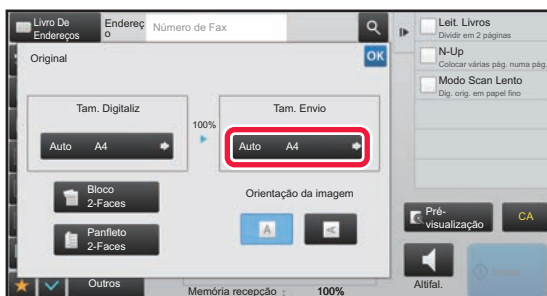 Livro De
Endereços
Endereç
o
Número de Fax
Original
OK
Tam. Digitaliz
100%
Tam. Envio
Auto A4
Auto A4
Bloco
2-Faces
Orientação da imagem
A
A
Panfleto
2-Faces
Outros
Memória recepção : 100%
Leit. Livros
Dividir em 2 páginas
N-Up
Colocar várias pág. numa pág.
Modo Scan Lento
Dig. orig. em papel fino
Pré-
visualização
CA
Altifal.